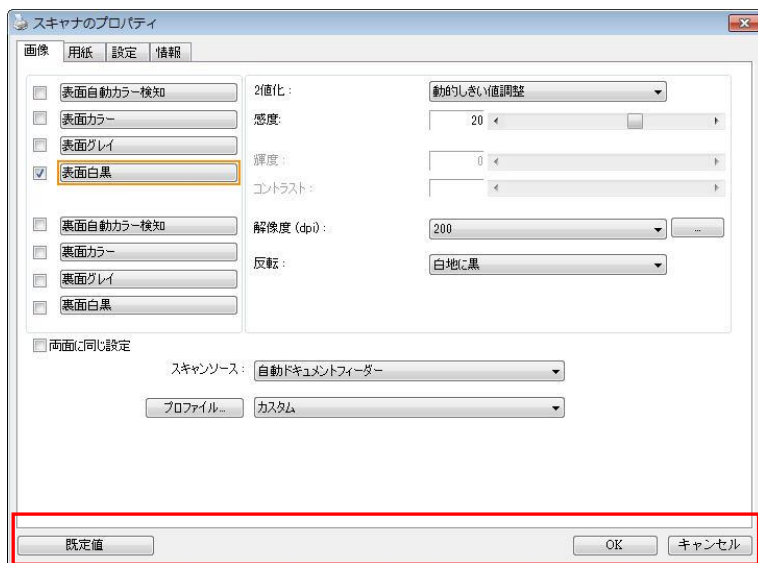 スキャナのプロパティ
画像 用紙 設定 情報
表面自動カラー検知
表面カラー
表面グレイ
表面白黒
裏面自動カラー検知
裏面カラー
裏面グレイ
裏面白黒
2値化: 動的しきい値調整
感度: 20
輝度: 0
コントラスト:
解像度 (dpi): 200 ...
反転: 白地に黒
両面に同じ設定
スキャンソース: 自動ドキュメントフィーダー
プロファイル... カスタム
既定値 OK キャンセル